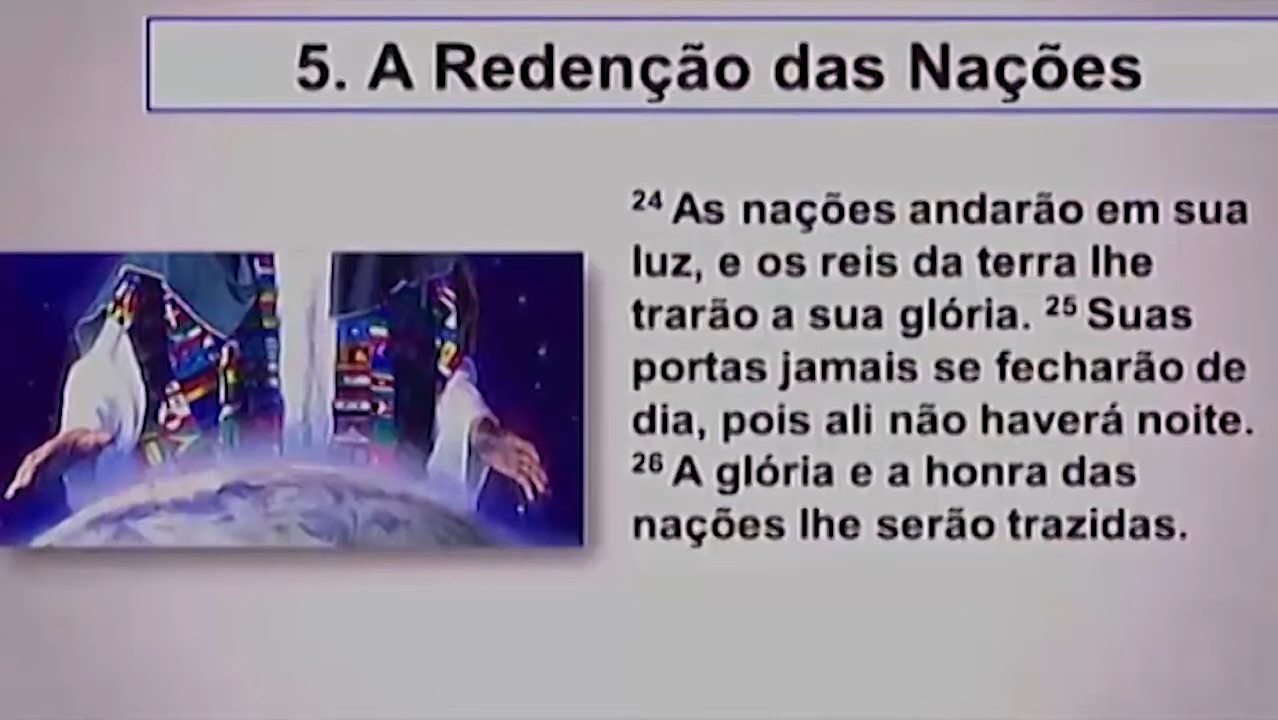 5. A Redenção das Nações
24 As nações andarão em sua
luz, e os reis da terra lhe
trarão a sua glória. 25 Suas
portas jamais se fecharão de
dia, pois ali não haverá noite.
26 A glória e a honra das
nações lhe serão trazidas.